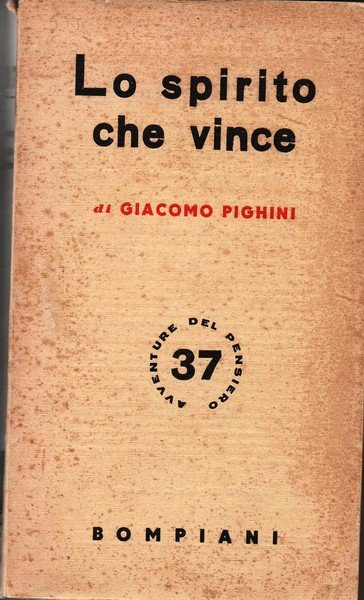 Lo spirito
che vince
di GIACOMO PIGHINI
AVVENTURE DEL PENSIERO
37
BOMPIANI